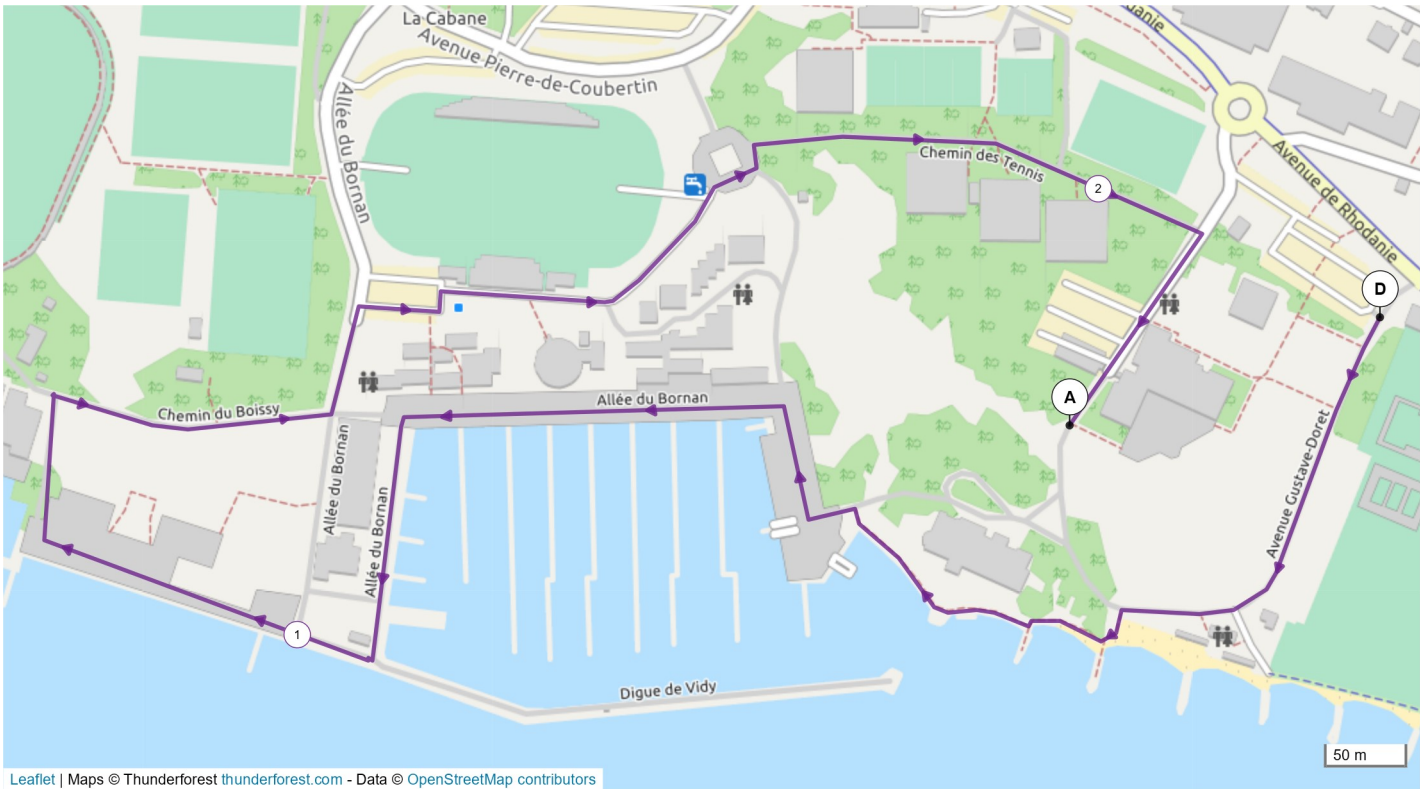 La Cabane
danie
Avenue Pierre-de-Coubertin
Allée du Bornan
Avenue de Rhodanie
Chemin des Tennis
2
D
A
Chemin du Boissy
Allée du Bornan
Allée du Bornan
Allée du Bornan
Avenue Gustave-Doret
1
Digue de Vidy
50 m
Leaflet | Maps © Thunderforest thunderforest.com - Data © OpenStreetMap contributors